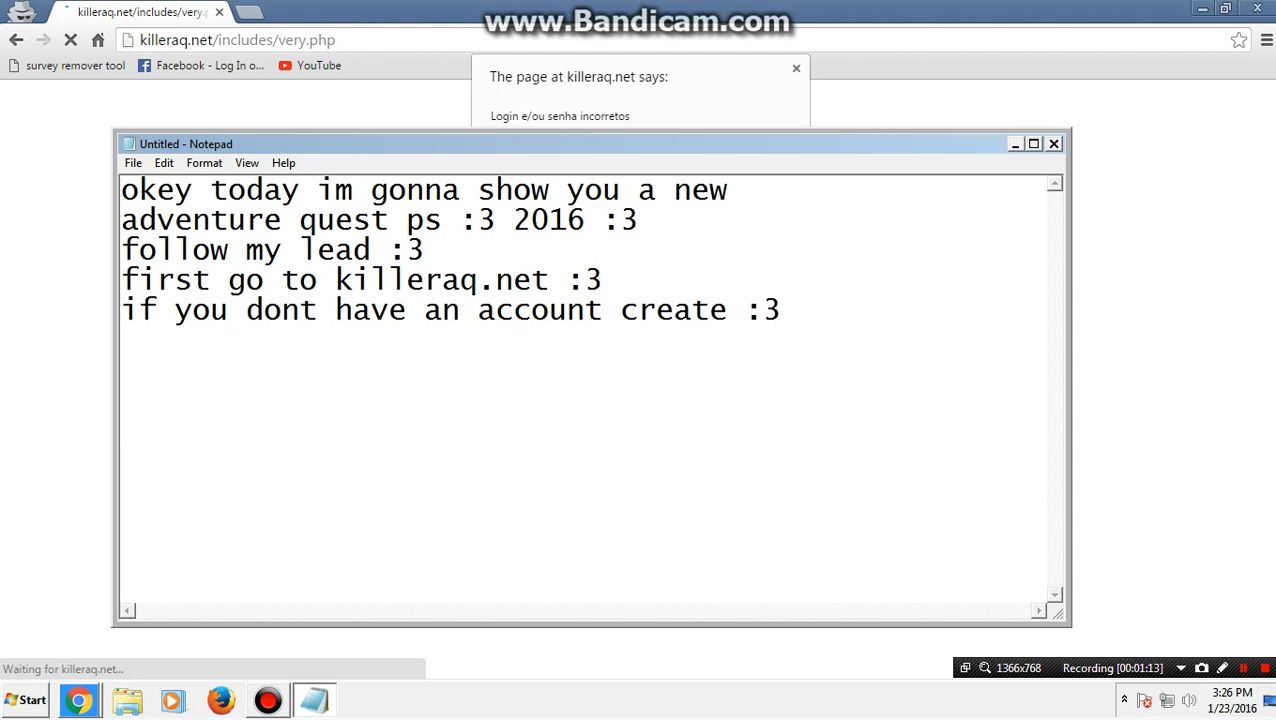 killeraq.net/includes/very.p
www.Bandicam.com
killeraq.net/includes/very.php
survey remover tool
Facebook - Log In o...
YouTube
The page at killeraq.net says:
Login e/ou senha incorretos
Untitled - Notepad
File Edit Format View Help
okey today im gonna show you a new
adventure quest ps :3 2016 :3
follow my lead :3
first go to killeraq.net :3
if you dont have an account create :3
Waiting for killeraq.net...
1366x768 Recording [00:01:13]
Start
3:26 PM
1/23/2016